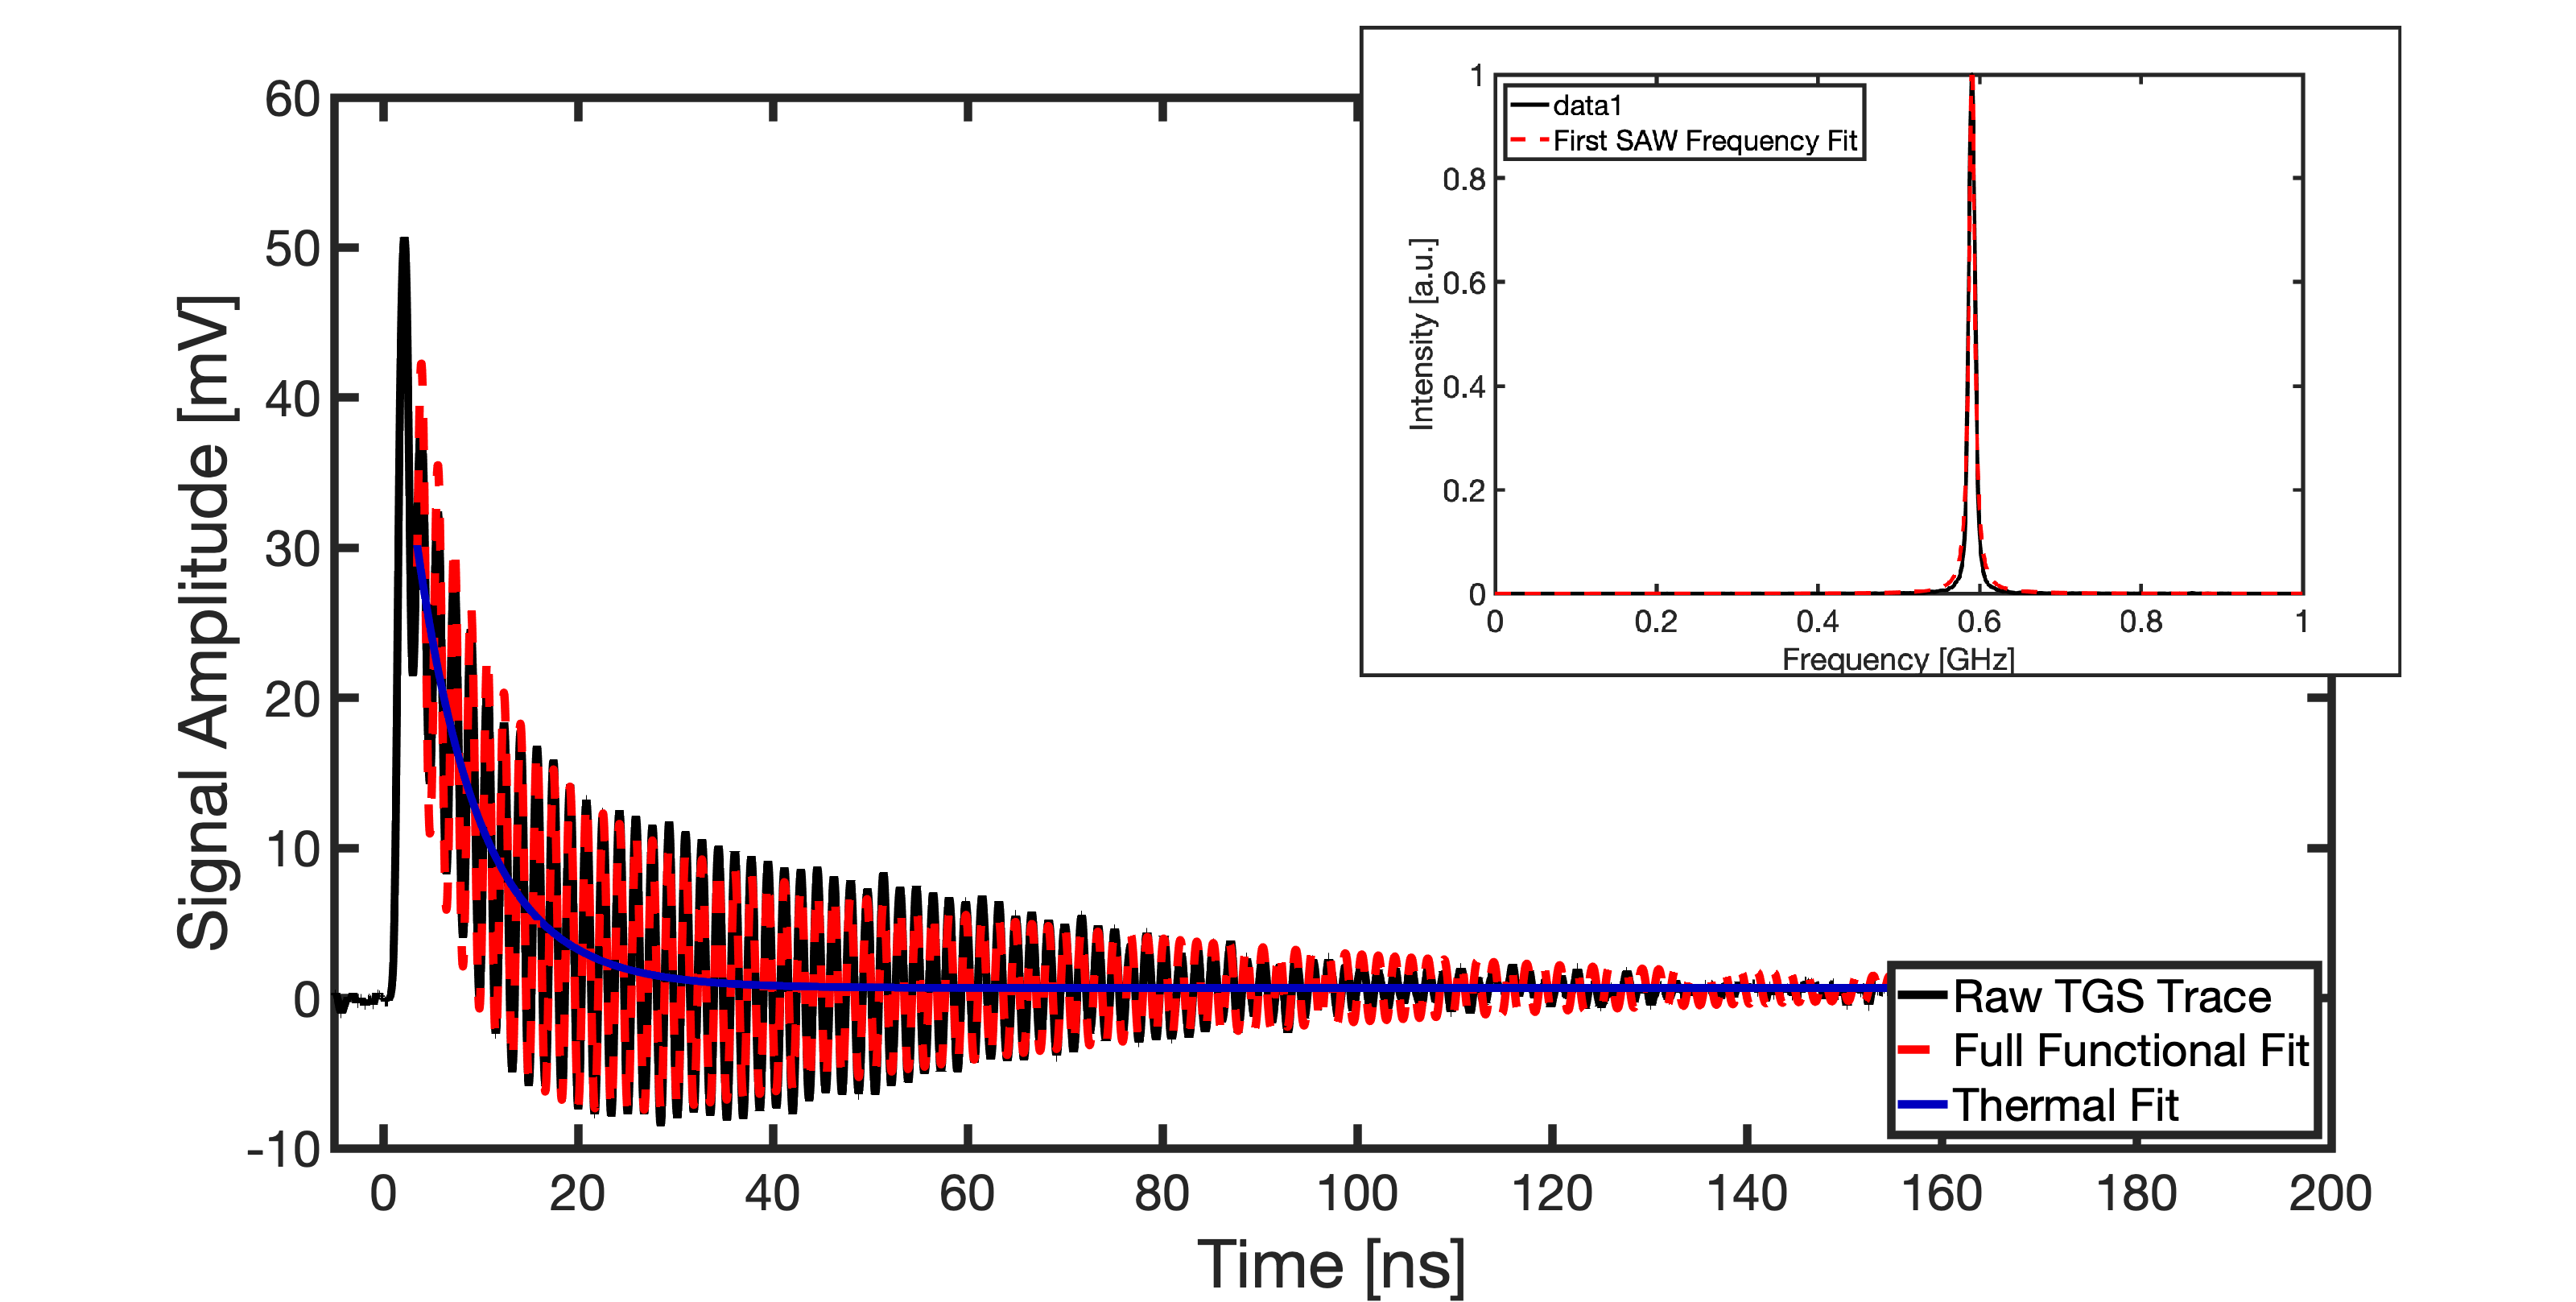 60
50
40
30
20
10
0
-10
Signal Amplitude [mV]
0 20 40 60 80 100 120 140 160 180 200
Time [ns]
Raw TGS Trace
Full Functional Fit
Thermal Fit
1
0.8
0.6
0.4
0.2
0
Intensity [a.u.]
data1
First SAW Frequency Fit
0 0.2 0.4 0.6 0.8 1
Frequency [GHz]